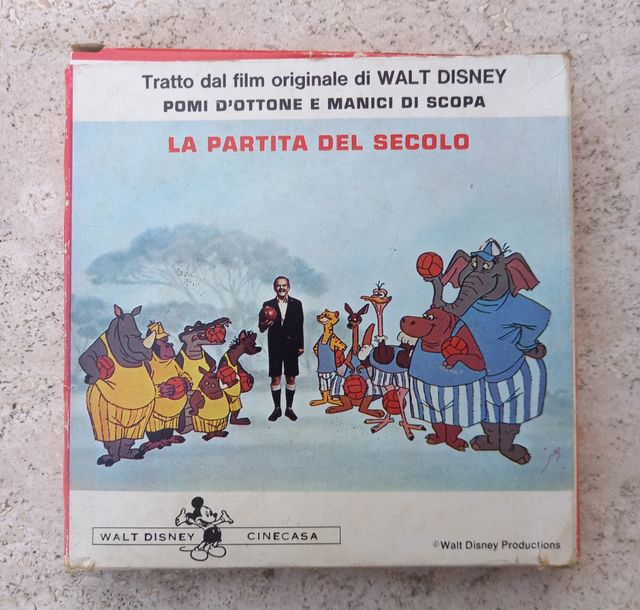 Tratto dal film originale di WALT DISNEY
POMI D'OTTONE E MANICI DI SCOPA
LA PARTITA DEL SECOLO
WALT DISNEY CINECASA
©Walt Disney Productions